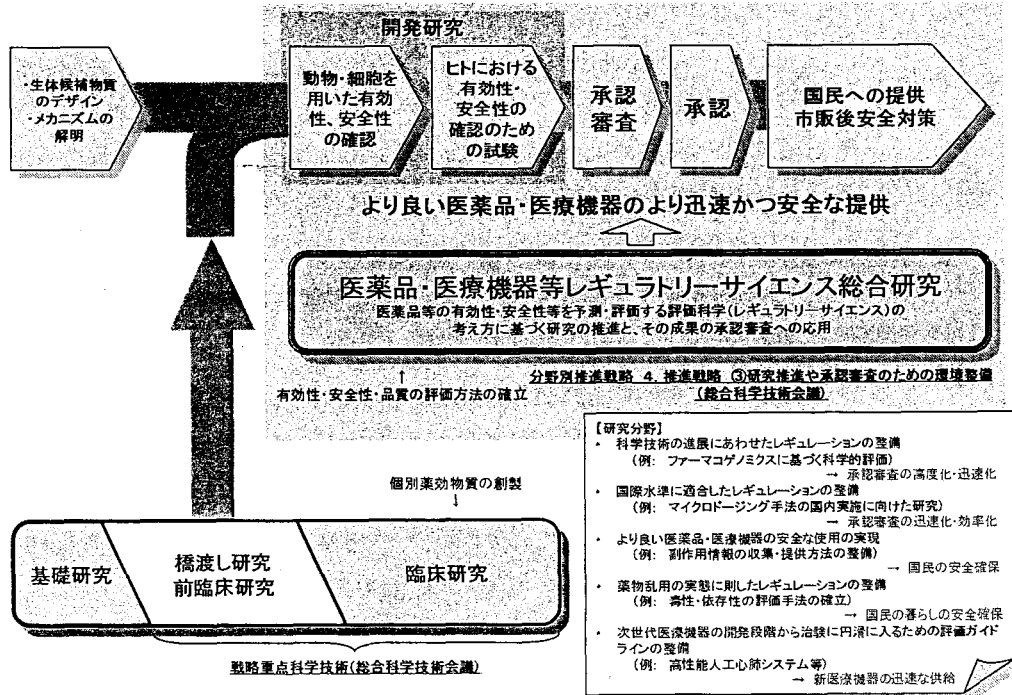 開発研究
・生体候補物質
のデザイン
・メカニズムの
解明
動物・細胞を
用いた有効
性、安全性
の確認
ヒトにおける
有効性・
安全性の
確認のため
の試験
承認
審査
承認
国民への提供
市販後安全対策
より良い医薬品・医療機器のより迅速かつ安全な提供
医薬品・医療機器等レギュラトリーサイエンス総合研究
医薬品等の有効性・安全性等を予測・評価する評価科学(レギュラトリーサイエンス)の
考え方に基づく研究の推進と、その成果の承認審査への応用
↑
有効性・安全性・品質の評価方法の確立
分野別推進戦略 4．推進戦略 ③研究推進や承認審査のための環境整備
(総合科学技術会議)
個別薬効物質の創製
↓
基礎研究
橋渡し研究
前臨床研究
臨床研究
戦略重点科学技術(総合科学技術会議)
【研究分野】
・ 科学技術の進展にあわせたレギュレーションの整備
(例: ファーマコゲノミクスに基づく科学的評価)
→ 承認審査の高度化・迅速化
・ 国際水準に適合したレギュレーションの整備
(例: マイクロドージング手法の国内実施に向けた研究)
→ 承認審査の迅速化・効率化
・ より良い医薬品・医療機器の安全な使用の実現
(例: 副作用情報の収集・提供方法の整備)
→ 国民の安全確保
・ 薬物乱用の実態に則したレギュレーションの整備
(例: 毒性・依存性の評価手法の確立)
→ 国民の暮らしの安全確保
・ 次世代医療機器の開発段階から治験に円滑に入るための評価ガイド
ラインの整備
(例: 高性能人工心肺システム等)
→ 新医療機器の迅速な供給